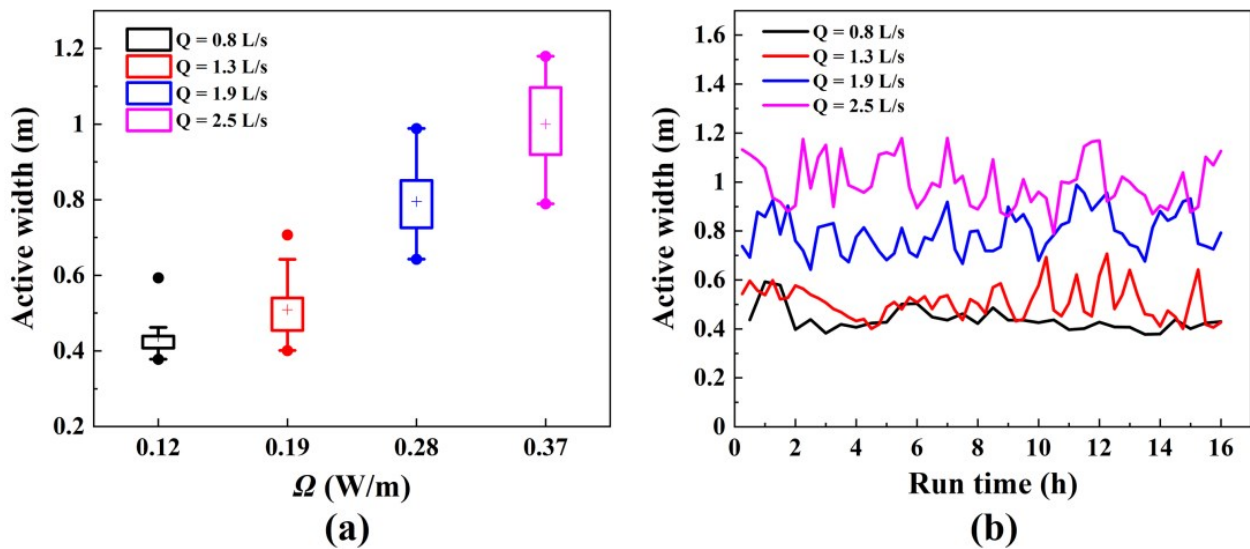 Active width (m)
1.2
1
0.8
0.6
0.4
0.2
Q = 0.8 L/s
Q = 1.3 L/s
Q = 1.9 L/s
Q = 2.5 L/s
0.12 0.19 0.28 0.37
Ω (W/m)
(a)
Active width (m)
1.6
1.4
1.2
1
0.8
0.6
0.4
0.2
0
Q = 0.8 L/s
Q = 1.3 L/s
Q = 1.9 L/s
Q = 2.5 L/s
0 2 4 6 8 10 12 14 16
Run time (h)
(b)